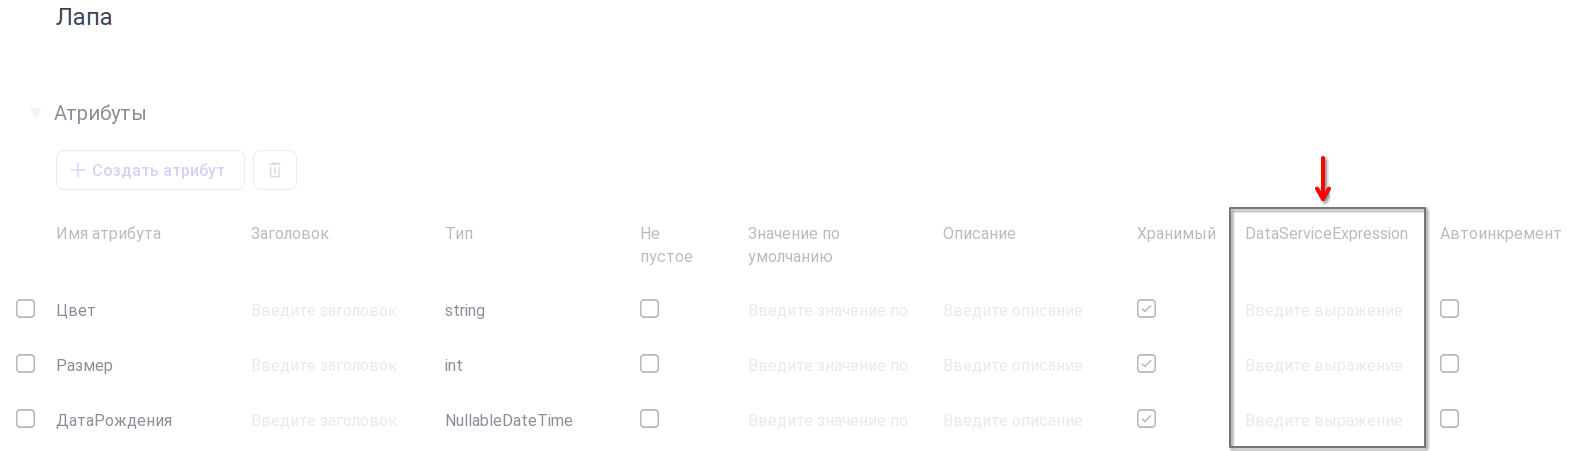 Лапа
Атрибуты
Создать атрибут
Имя атрибута Заголовок Тип Не пустое Значение по умолчанию Описание Хранимый DataServiceExpression Автоинкремент
Цвет Введите заголовок string Введите значение по Введите описание Введите выражение
Размер Введите заголовок int Введите значение по Введите описание Введите выражение
ДатаРождения Введите заголовок NullableDateTime Введите значение по Введите описание Введите выражение